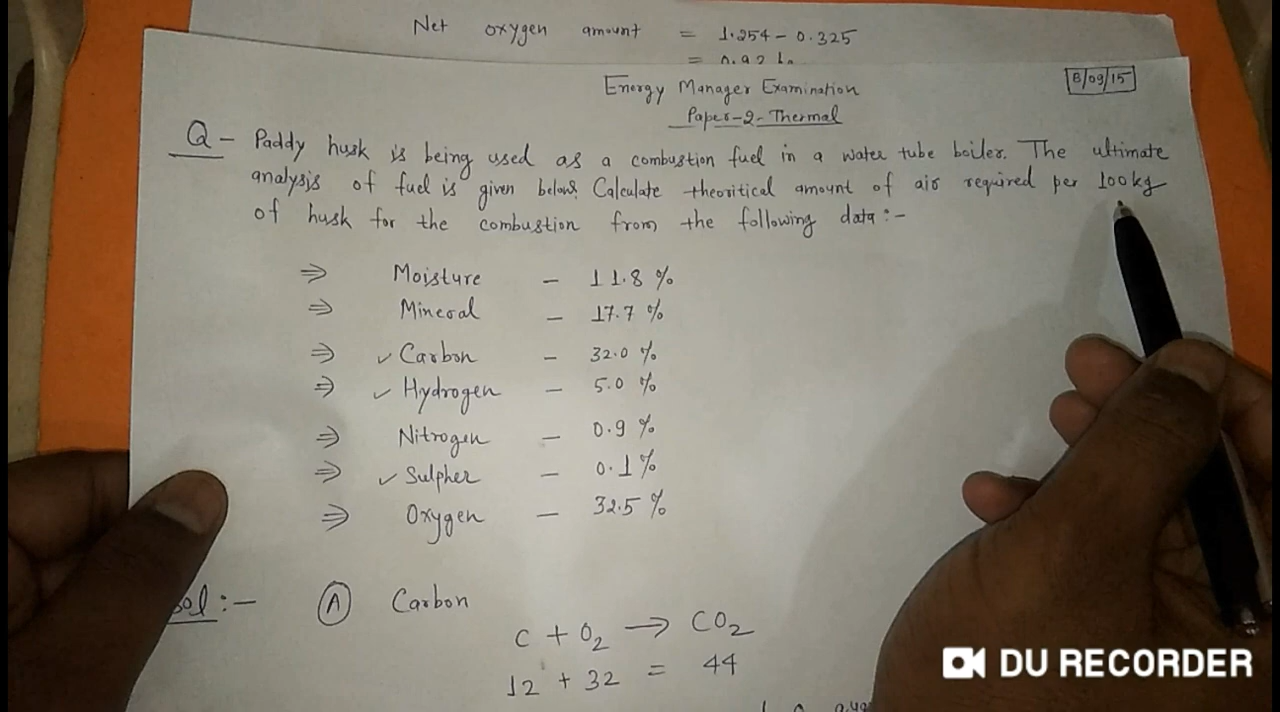 Net oxygen amount = 1.254 - 0.325
= 0.92
Energy Manager Examination
B/09/15
Paper-2-Thermal
Q - Paddy husk is being used as a combustion fuel in a water tube boiler. The ultimate
analysis of fuel is given below. Calculate theoritical amount of air required per 100 kg
of husk for the combustion from the following data :-
⇒ Moisture - 11.8 %
⇒ Mineral - 17.7 %
⇒ ✓ Carbon - 32.0 %
⇒ ✓ Hydrogen - 5.0 %
⇒ Nitrogen - 0.9 %
⇒ ✓ Sulpher - 0.1 %
⇒ Oxygen - 32.5 %
Sol :- (A) Carbon
C + O₂ → CO₂
12 + 32 = 44
DU RECORDER